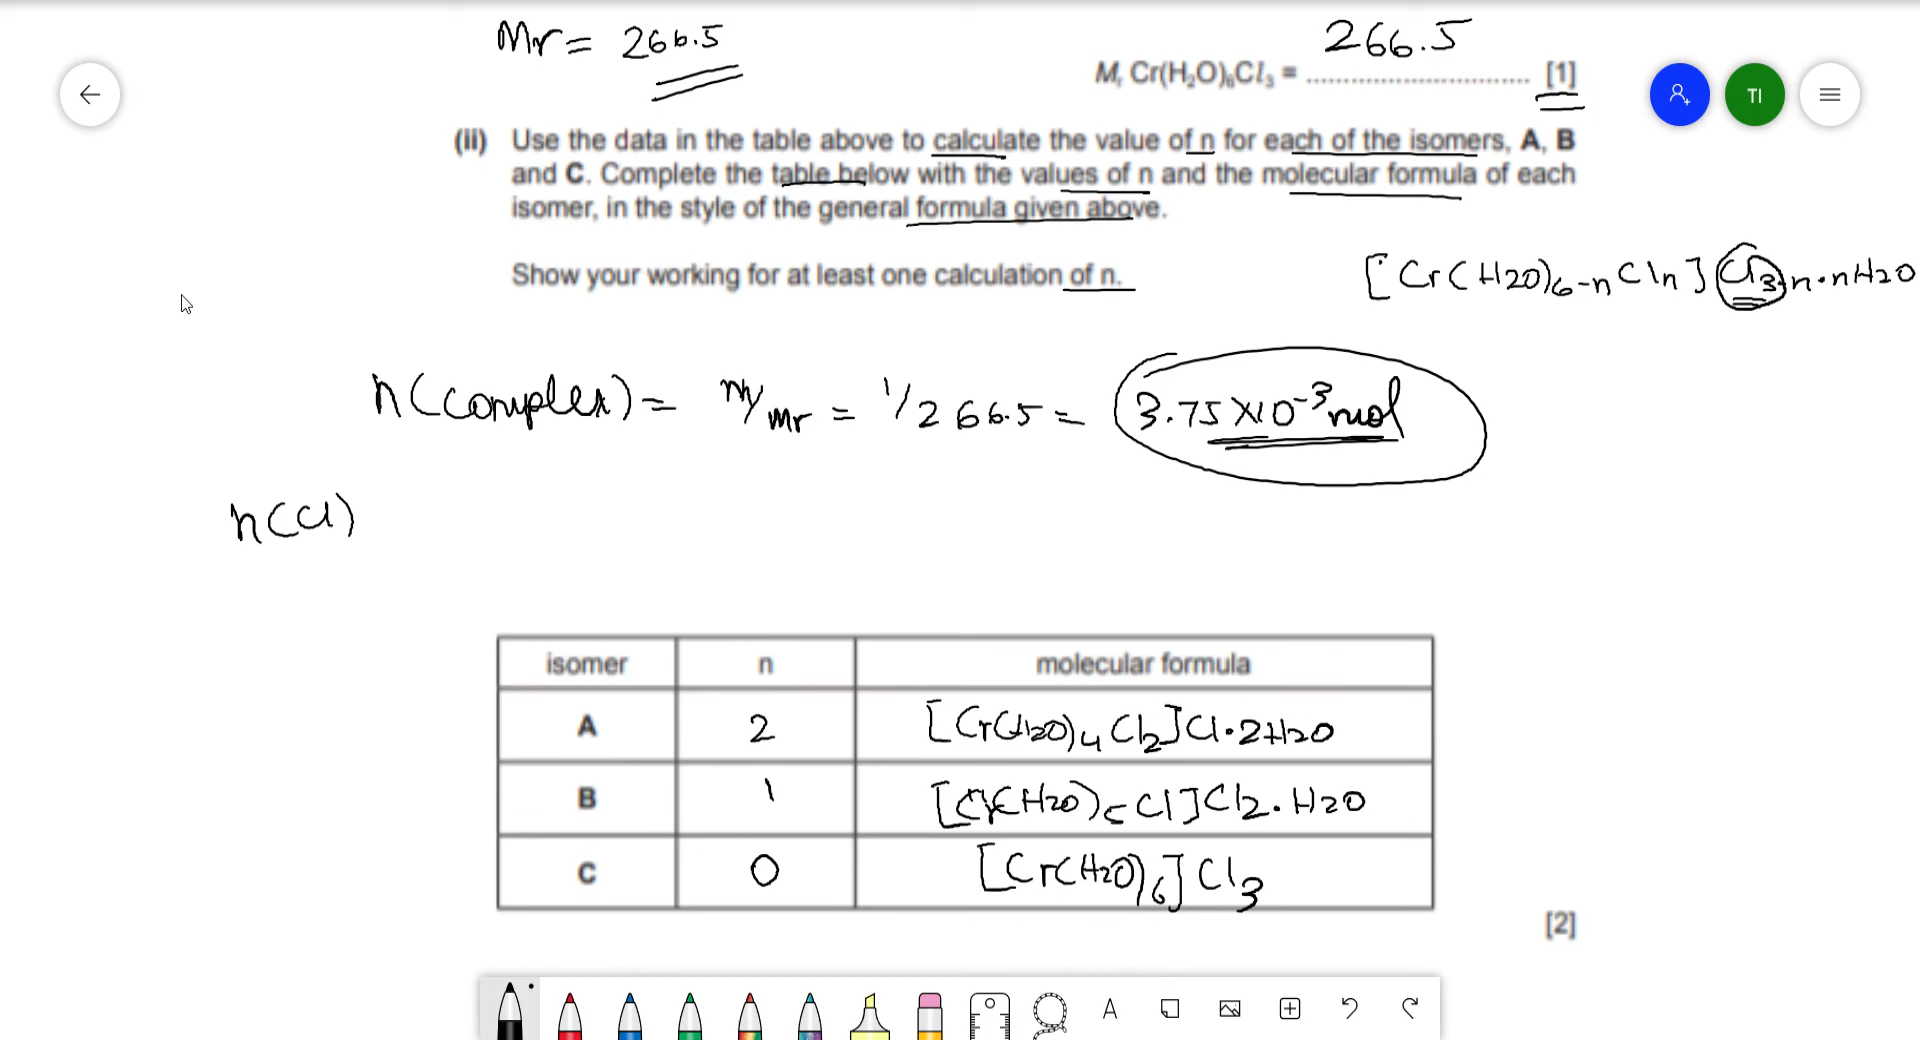 Mr = 266.5
266.5
Mr Cr(H₂O)₆Cl₃ = .............................. [1]
TI
(ii) Use the data in the table above to calculate the value of n for each of the isomers, A, B
and C. Complete the table below with the values of n and the molecular formula of each
isomer, in the style of the general formula given above.
Show your working for at least one calculation of n.
[Cr(H2O)6-nCln]Cl3-n·nH2O
n(complex) = m/Mr = 1/266.5 = 3.75×10⁻³ mol
n(Cl)
isomer n molecular formula
A 2 [Cr(H2O)4Cl2]Cl·2H2O
B 1 [Cr(H2O)5Cl]Cl2·H2O
C 0 [Cr(H2O)6]Cl3
[2]
A